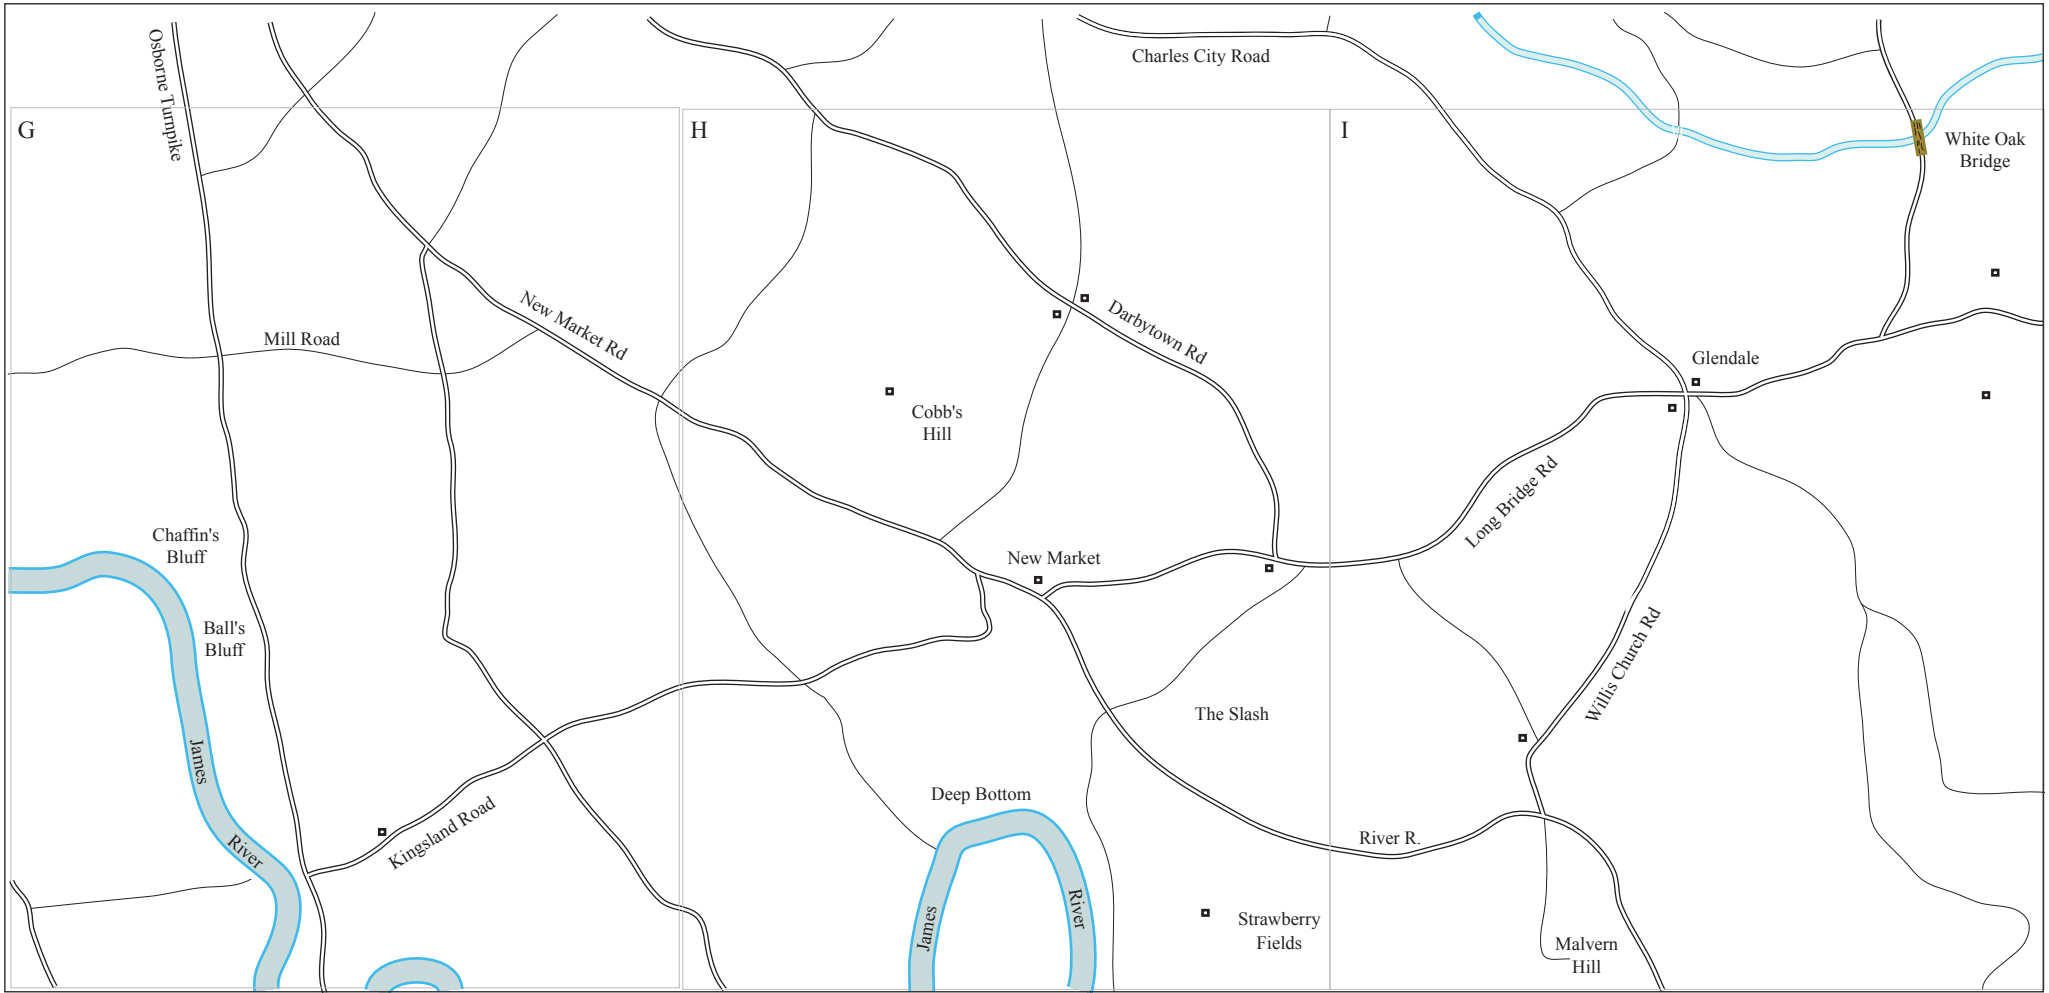 Osborne Turnpike
Charles City Road
G
H
I
White Oak
Bridge
New Market Rd
Mill Road
Darbytown Rd
Glendale
Cobb's
Hill
Long Bridge Rd
Chaffin's
Bluff
New Market
Ball's
Bluff
Willis Church Rd
The Slash
James
River
Deep Bottom
Kingsland Road
River R.
James
River
Strawberry
Fields
Malvern
Hill